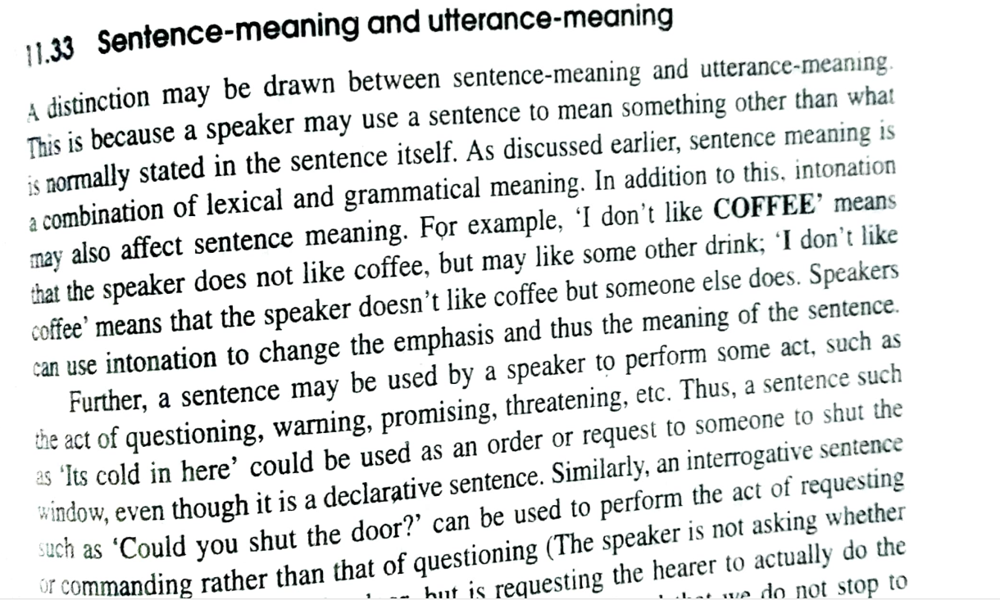 11.33 Sentence-meaning and utterance-meaning
A distinction may be drawn between sentence-meaning and utterance-meaning.
This is because a speaker may use a sentence to mean something other than what
is normally stated in the sentence itself. As discussed earlier, sentence meaning is
a combination of lexical and grammatical meaning. In addition to this, intonation
may also affect sentence meaning. For example, ‘I don’t like COFFEE’ means
that the speaker does not like coffee, but may like some other drink; ‘I don’t like
coffee’ means that the speaker doesn’t like coffee but someone else does. Speakers
can use intonation to change the emphasis and thus the meaning of the sentence.
Further, a sentence may be used by a speaker to perform some act, such as
the act of questioning, warning, promising, threatening, etc. Thus, a sentence such
as ‘Its cold in here’ could be used as an order or request to someone to shut the
window, even though it is a declarative sentence. Similarly, an interrogative sentence
such as ‘Could you shut the door?’ can be used to perform the act of requesting
or commanding rather than that of questioning (The speaker is not asking whether
but is requesting the hearer to actually do the
that we do not stop to